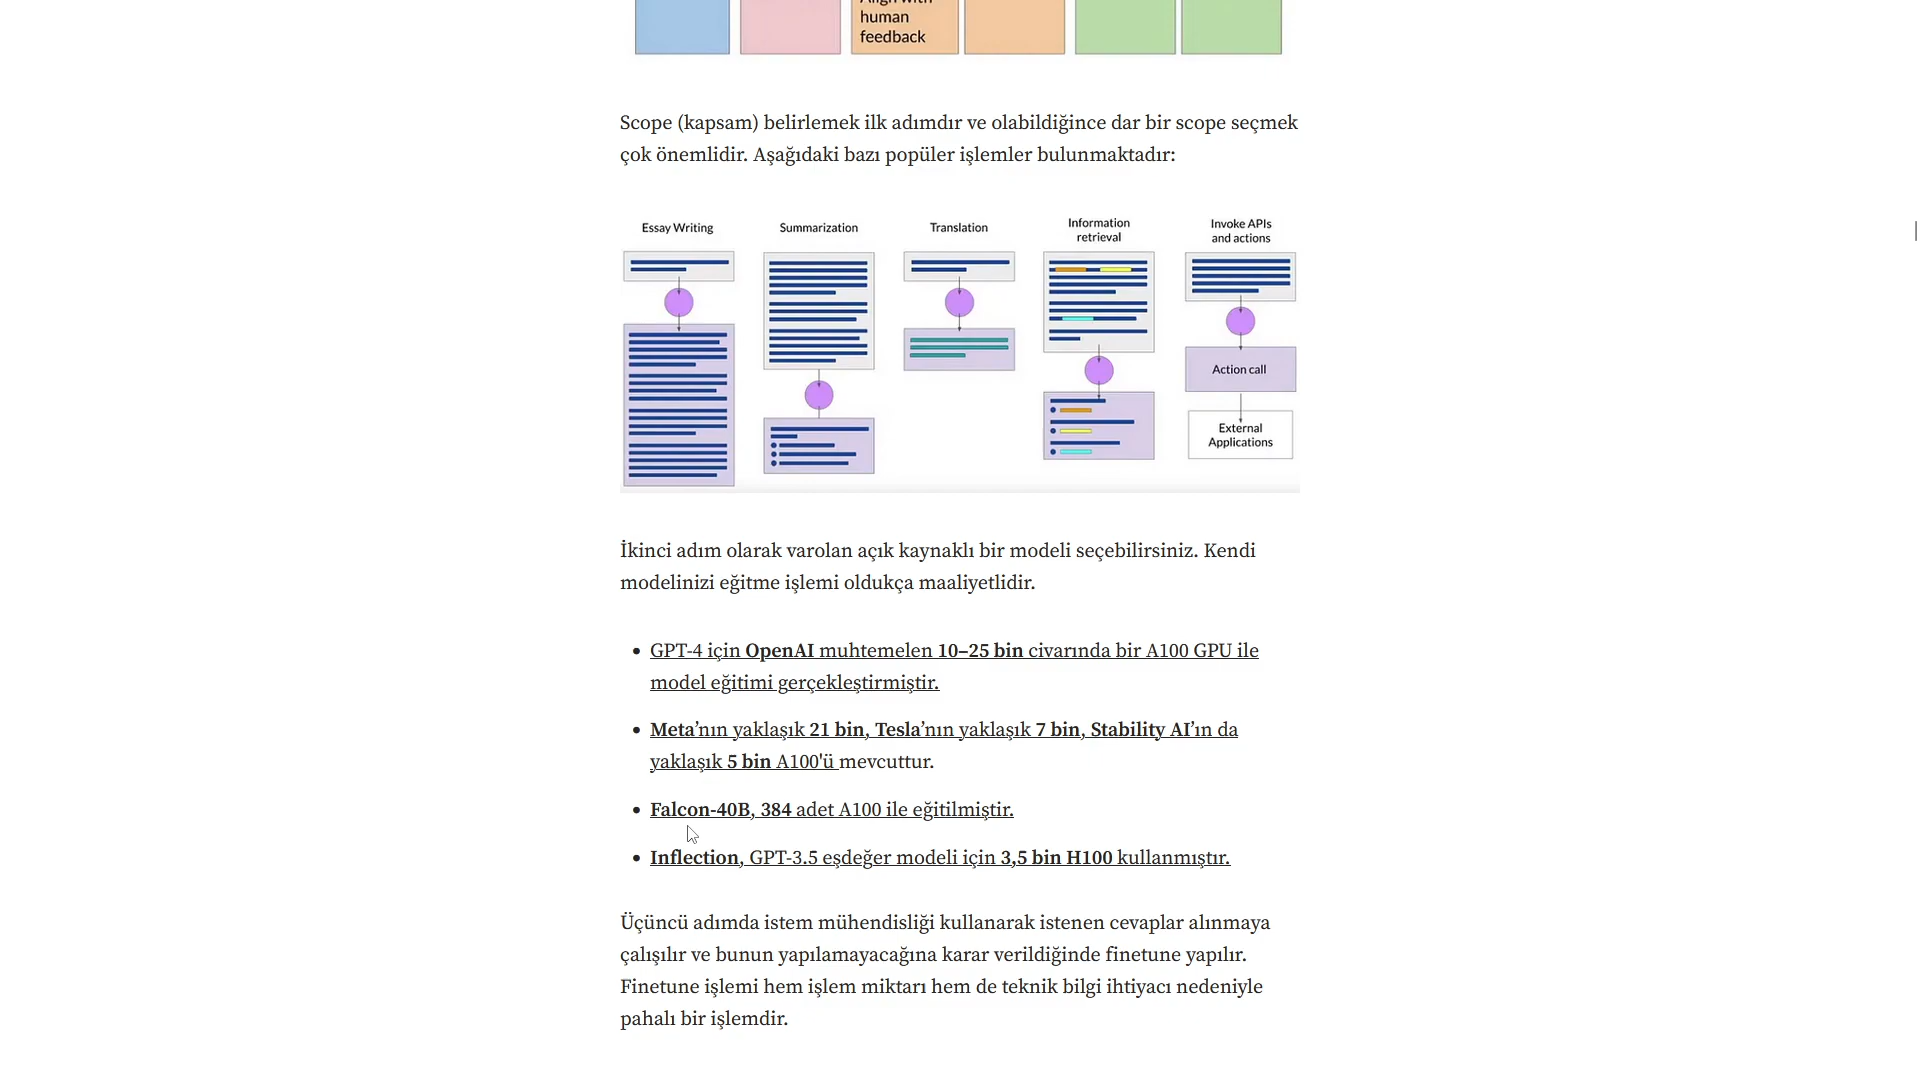 Align with
human
feedback
Scope (kapsam) belirlemek ilk adımdır ve olabildiğince dar bir scope seçmek
çok önemlidir. Aşağıdaki bazı popüler işlemler bulunmaktadır:
Essay Writing
Summarization
Translation
Information
retrieval
Invoke APIs
and actions
Action call
External
Applications
İkinci adım olarak varolan açık kaynaklı bir modeli seçebilirsiniz. Kendi
modelinizi eğitme işlemi oldukça maaliyetlidir.
• GPT-4 için OpenAI muhtemelen 10–25 bin civarında bir A100 GPU ile
model eğitimi gerçekleştirmiştir.
• Meta’nın yaklaşık 21 bin, Tesla’nın yaklaşık 7 bin, Stability AI’ın da
yaklaşık 5 bin A100'ü mevcuttur.
• Falcon-40B, 384 adet A100 ile eğitilmiştir.
• Inflection, GPT-3.5 eşdeğer modeli için 3,5 bin H100 kullanmıştır.
Üçüncü adımda istem mühendisliği kullanarak istenen cevaplar alınmaya
çalışılır ve bunun yapılamayacağına karar verildiğinde finetune yapılır.
Finetune işlemi hem işlem miktarı hem de teknik bilgi ihtiyacı nedeniyle
pahalı bir işlemdir.